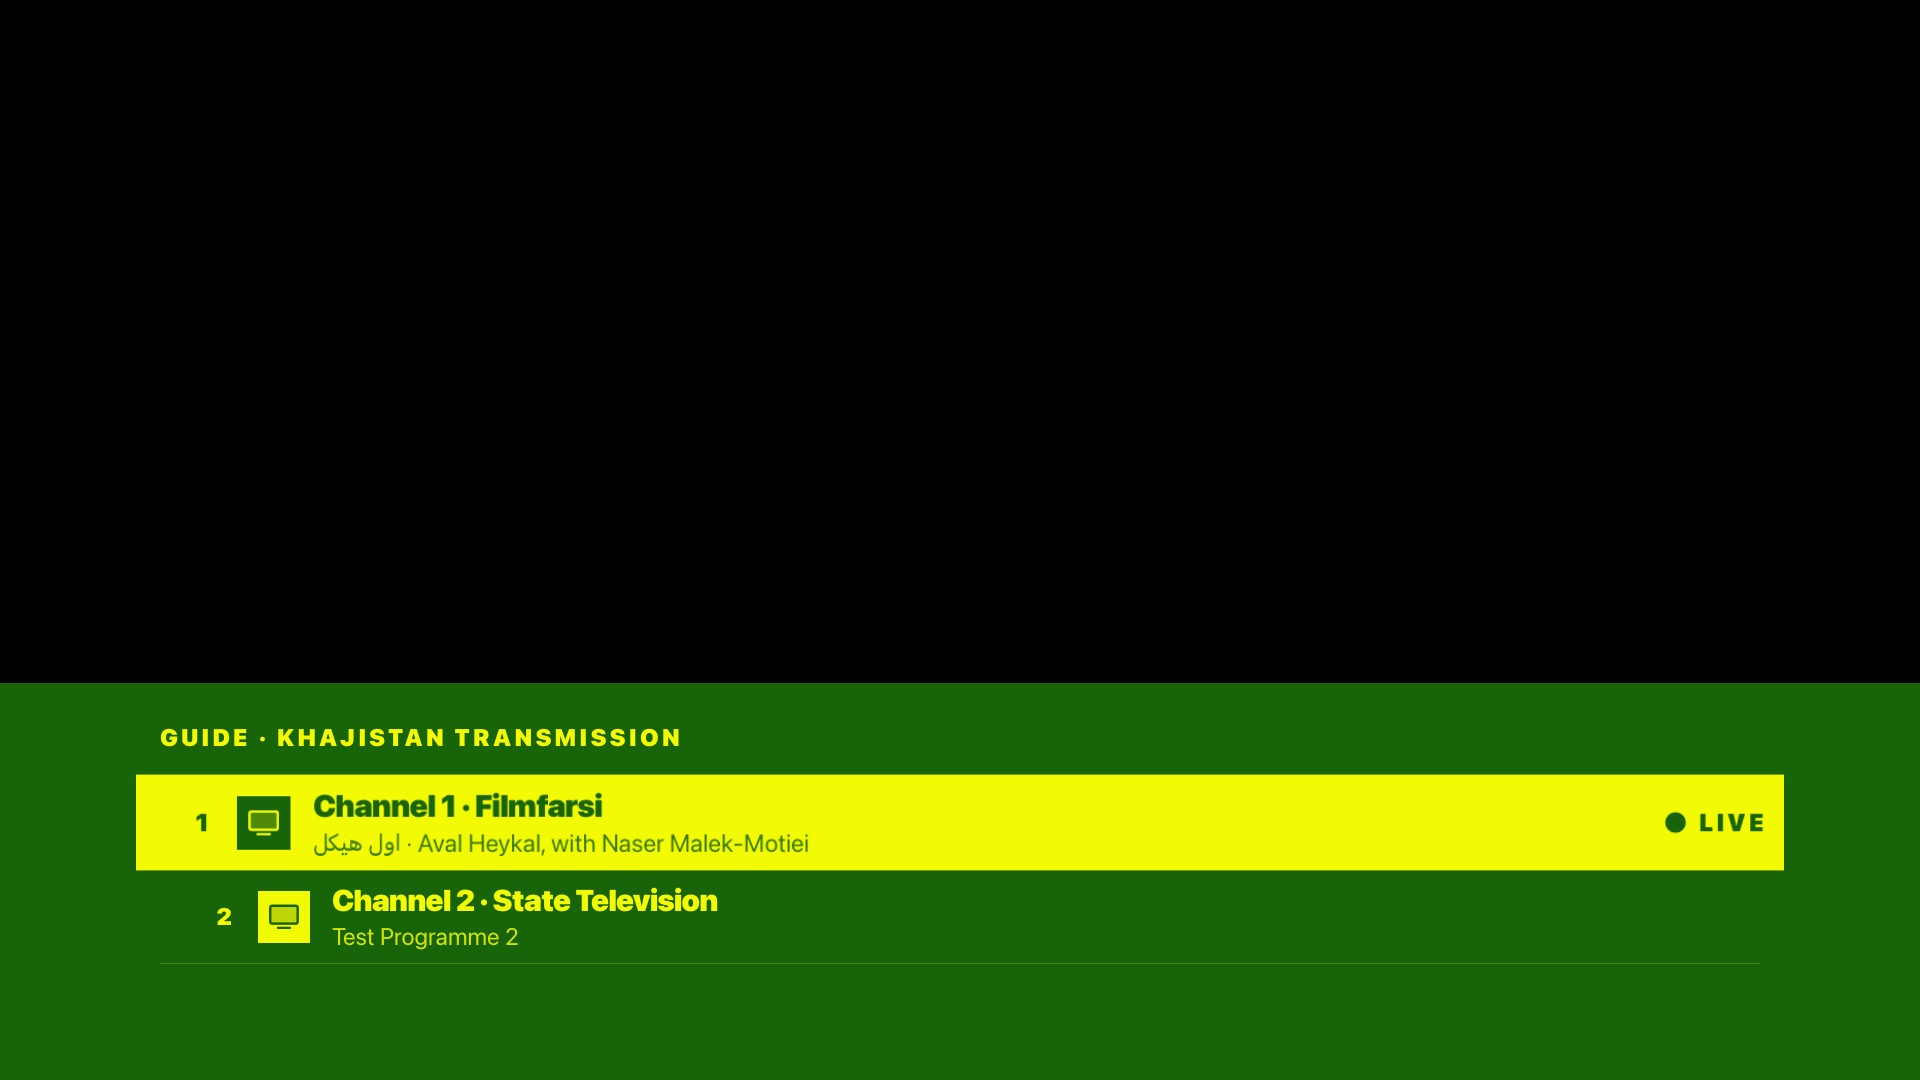 GUIDE · KHAJISTAN TRANSMISSION
1
Channel 1 · Filmfarsi
اول هیکل · Aval Heykal, with Naser Malek-Motiei
LIVE
2
Channel 2 · State Television
Test Programme 2